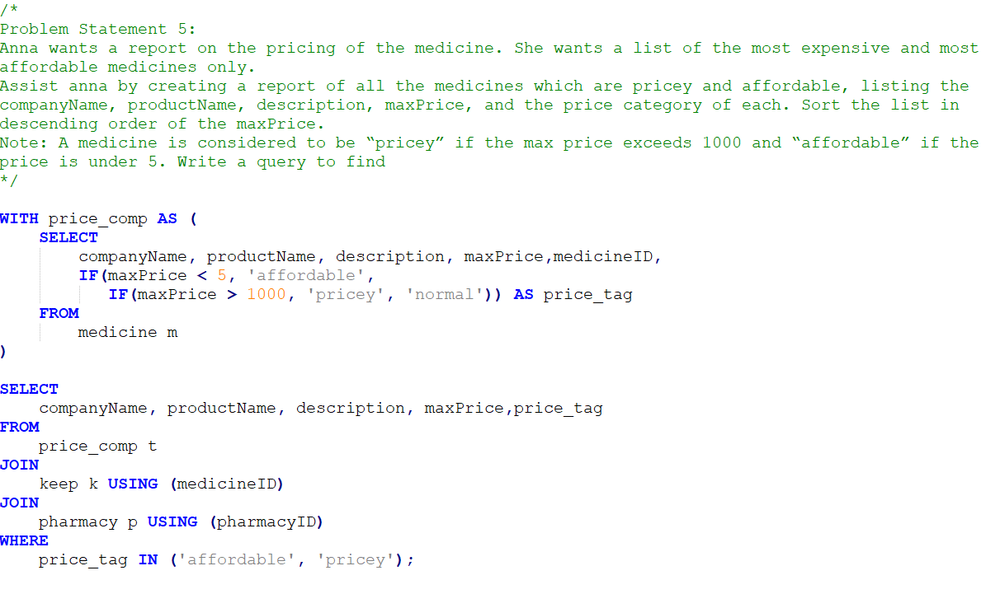 /*
Problem Statement 5:
Anna wants a report on the pricing of the medicine. She wants a list of the most expensive and most
affordable medicines only.
Assist anna by creating a report of all the medicines which are pricey and affordable, listing the
companyName, productName, description, maxPrice, and the price category of each. Sort the list in
descending order of the maxPrice.
Note: A medicine is considered to be “pricey” if the max price exceeds 1000 and “affordable” if the
price is under 5. Write a query to find
*/

WITH price_comp AS (
    SELECT
        companyName, productName, description, maxPrice,medicineID,
        IF(maxPrice < 5, 'affordable',
           IF(maxPrice > 1000, 'pricey', 'normal')) AS price_tag
    FROM
        medicine m
)

SELECT
    companyName, productName, description, maxPrice,price_tag
FROM
    price_comp t
JOIN
    keep k USING (medicineID)
JOIN
    pharmacy p USING (pharmacyID)
WHERE
    price_tag IN ('affordable', 'pricey');